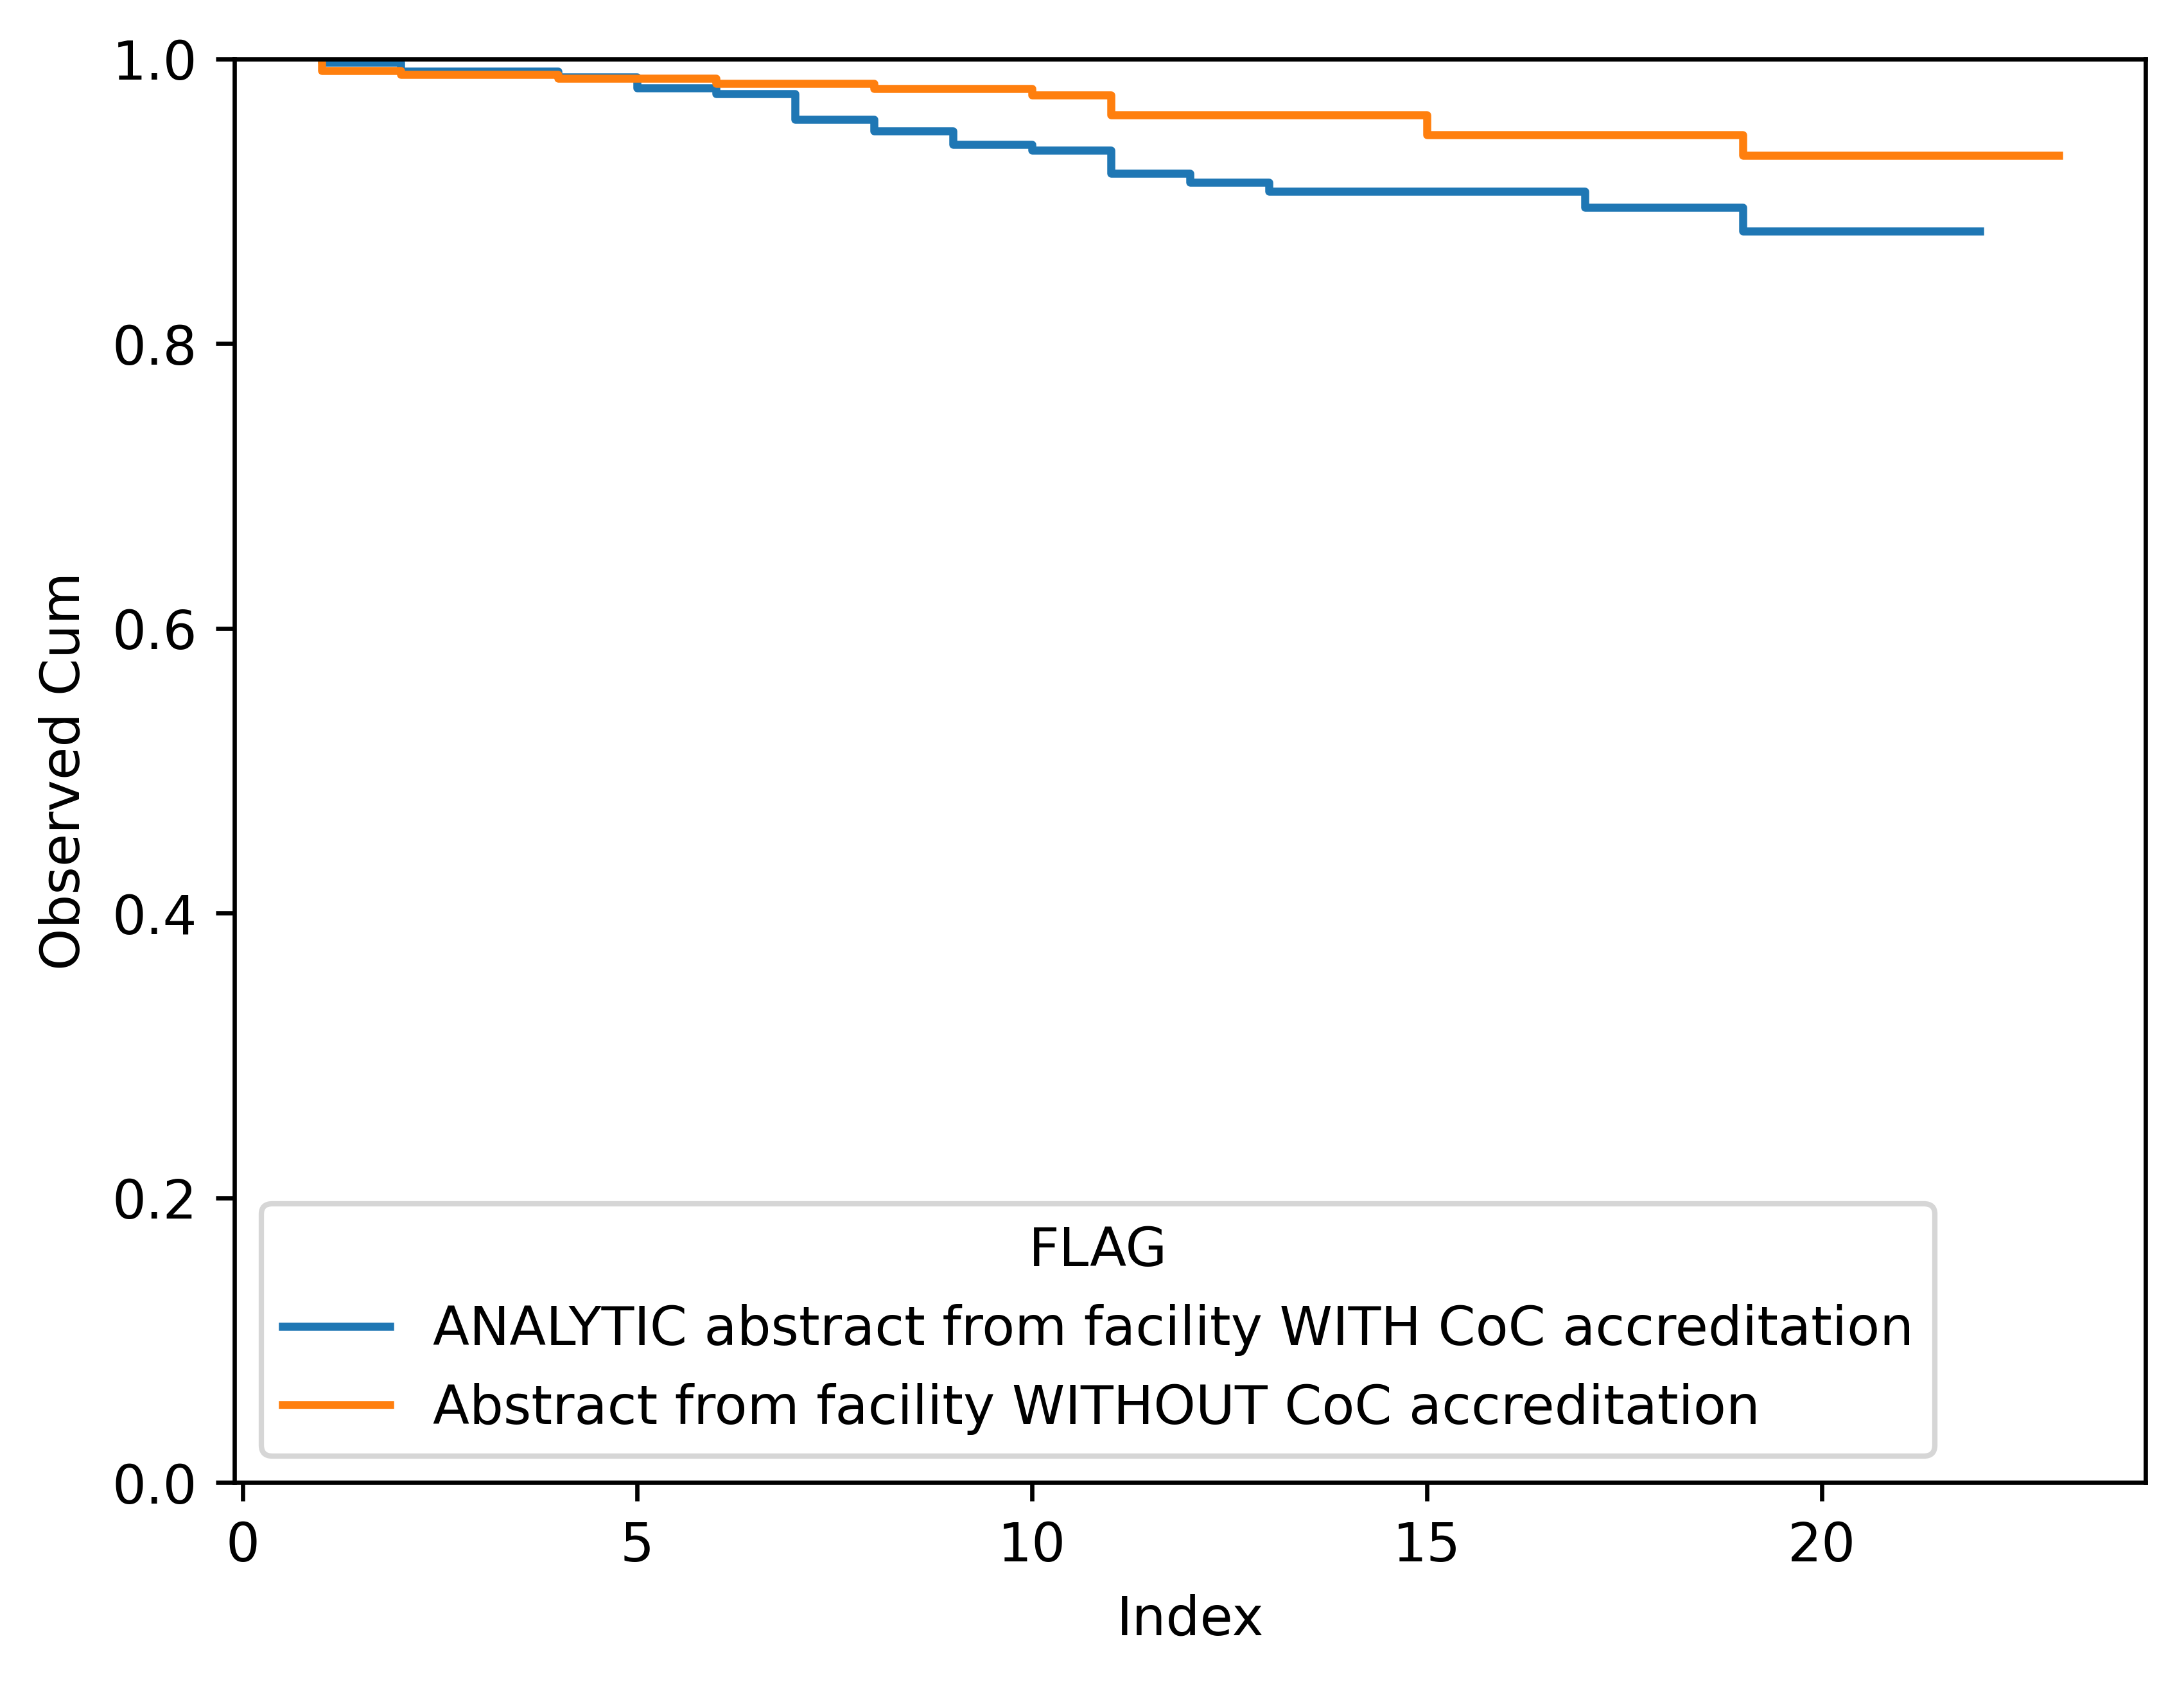 1.0
0.8
0.6
0.4
0.2
0.0
Observed Cum
FLAG
ANALYTIC abstract from facility WITH CoC accreditation
Abstract from facility WITHOUT CoC accreditation
0 5 10 15 20
Index